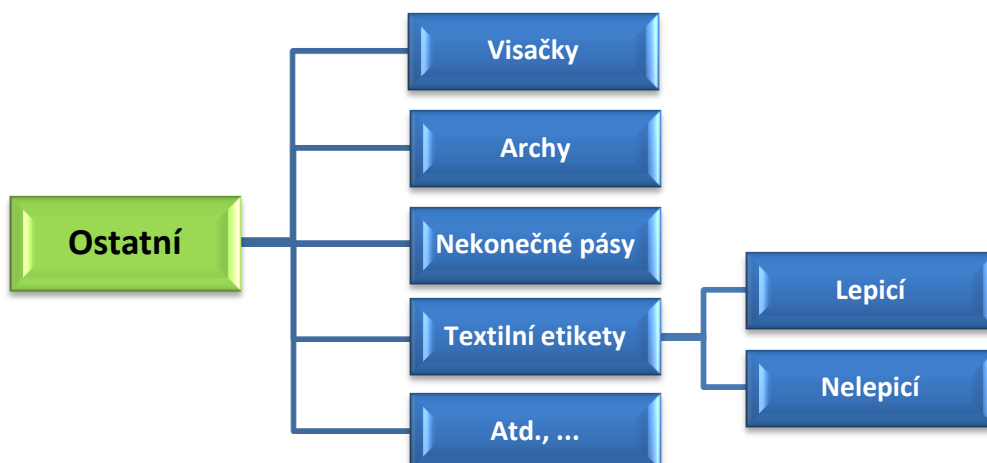 Ostatní
Visačky
Archy
Nekonečné pásy
Textilní etikety
Lepicí
Nelepicí
Atd., ...